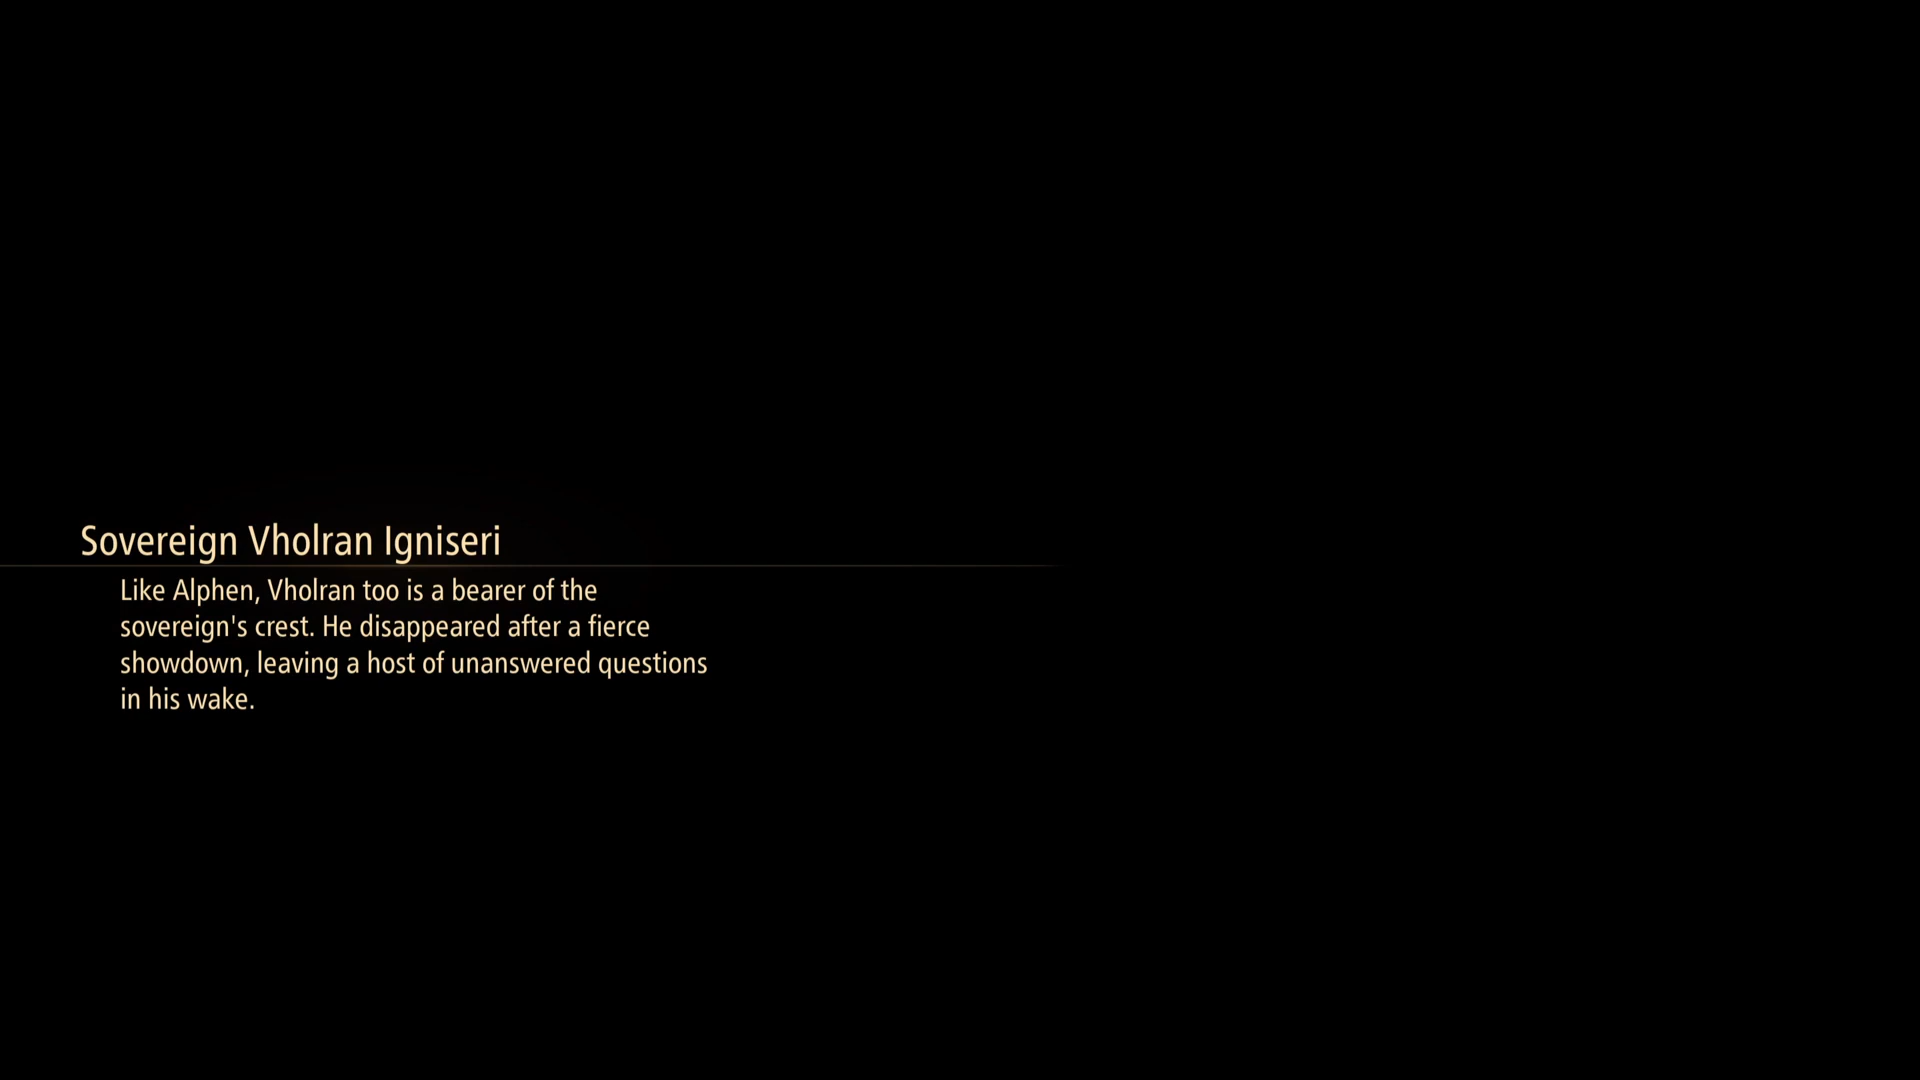 Sovereign Vholran Igniseri
Like Alphen, Vholran too is a bearer of the
sovereign's crest. He disappeared after a fierce
showdown, leaving a host of unanswered questions
in his wake.